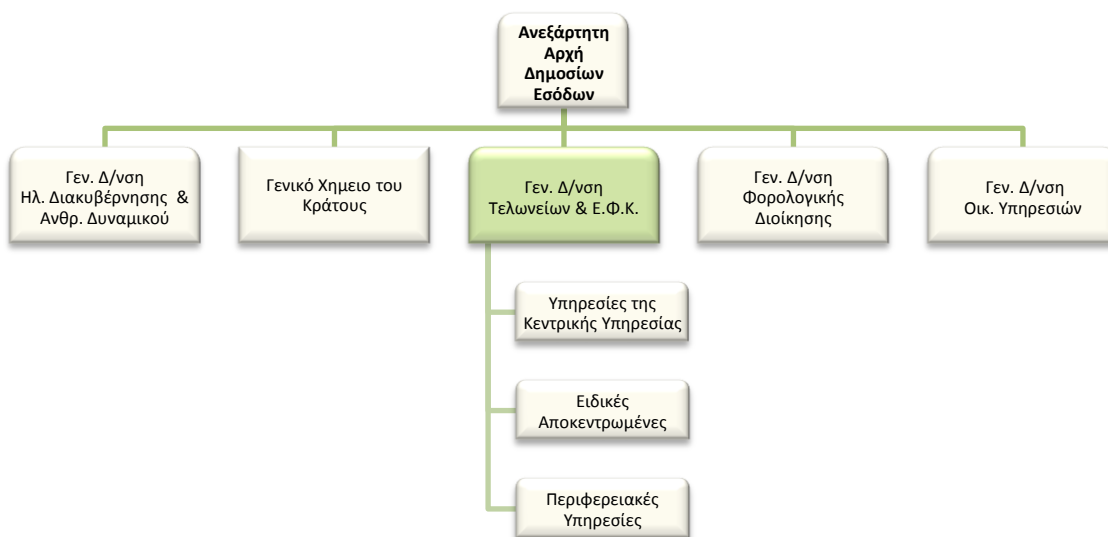 Ανεξάρτητη
Αρχή
Δημοσίων
Εσόδων
Γεν. Δ/νση
Ηλ. Διακυβέρνησης &
Ανθρ. Δυναμικού
Γενικό Χημειο του
Κράτους
Γεν. Δ/νση
Τελωνείων & Ε.Φ.Κ.
Γεν. Δ/νση
Φορολογικής
Διοίκησης
Γεν. Δ/νση
Οικ. Υπηρεσιών
Υπηρεσίες της
Κεντρικής Υπηρεσίας
Ειδικές
Αποκεντρωμένες
Περιφερειακές
Υπηρεσίες